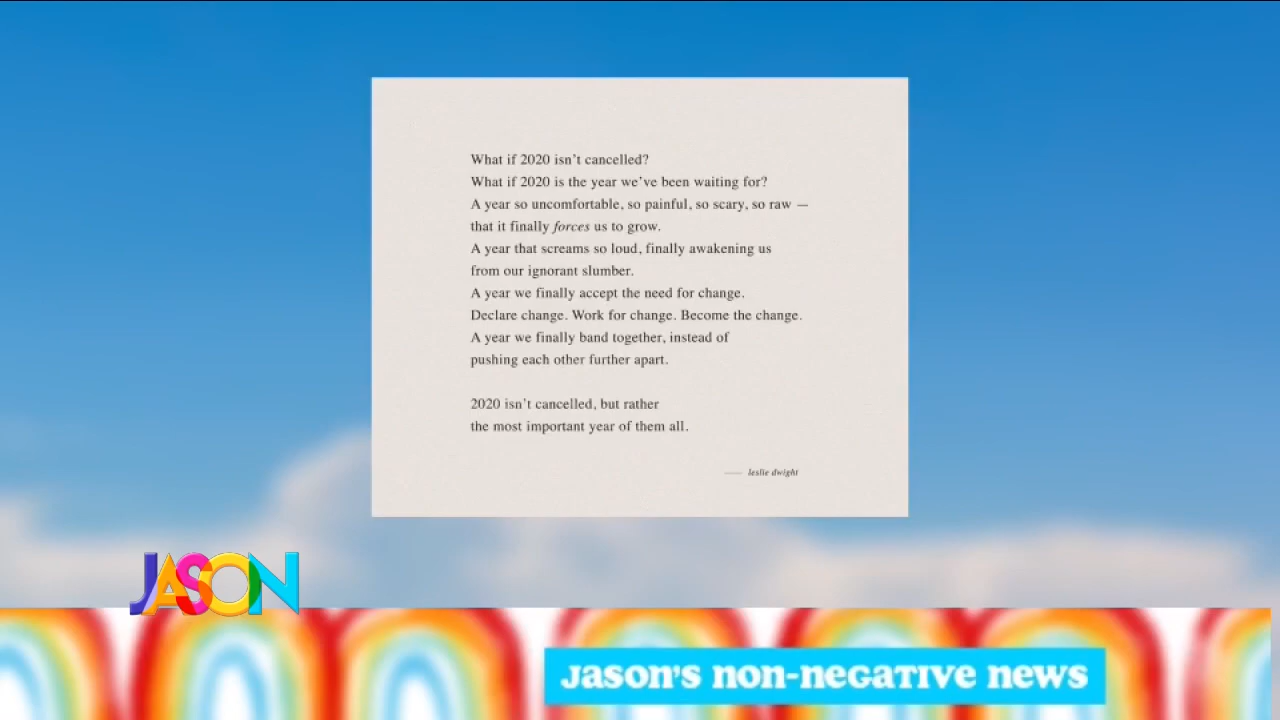 What if 2020 isn't cancelled?
What if 2020 is the year we've been waiting for?
A year so uncomfortable, so painful, so scary, so raw —
that it finally forces us to grow.
A year that screams so loud, finally awakening us
from our ignorant slumber.
A year we finally accept the need for change.
Declare change. Work for change. Become the change.
A year we finally band together, instead of
pushing each other further apart.
2020 isn't cancelled, but rather
the most important year of them all.
— leslie dwight
JASON
Jason's non-negative news